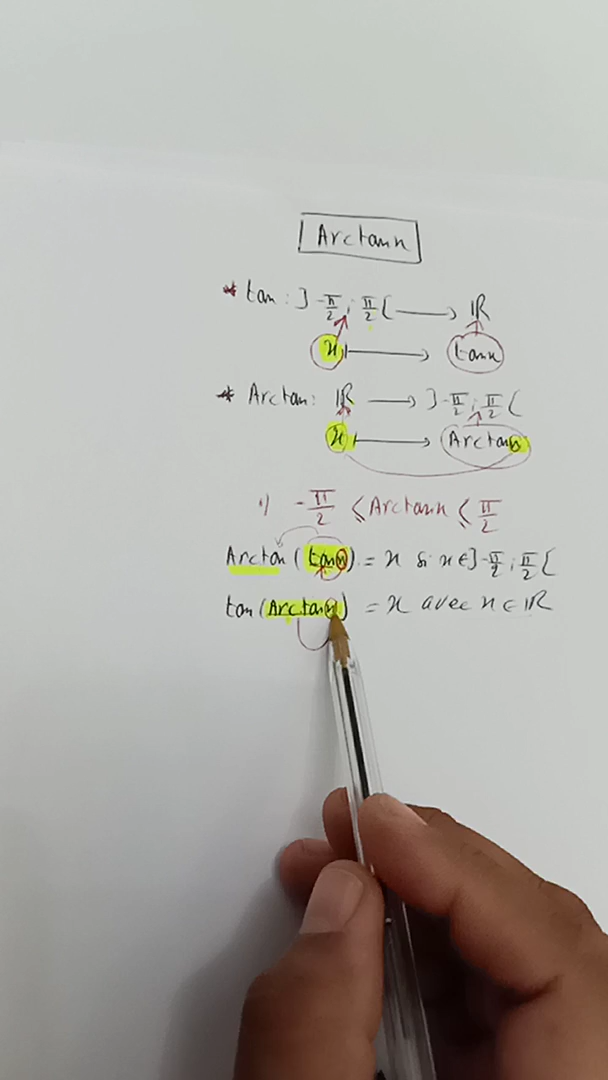 Arctanx
* tan : ]-π/2 ; π/2[ → ℝ
x ↦ tanx
* Arctan : ℝ → ]-π/2 ; π/2[
x ↦ Arctanx
1) -π/2 ≤ Arctanx ≤ π/2
Arctan (tanx) = x si x ∈ ]-π/2 ; π/2[
tan (Arctanx) = x avec x ∈ ℝ